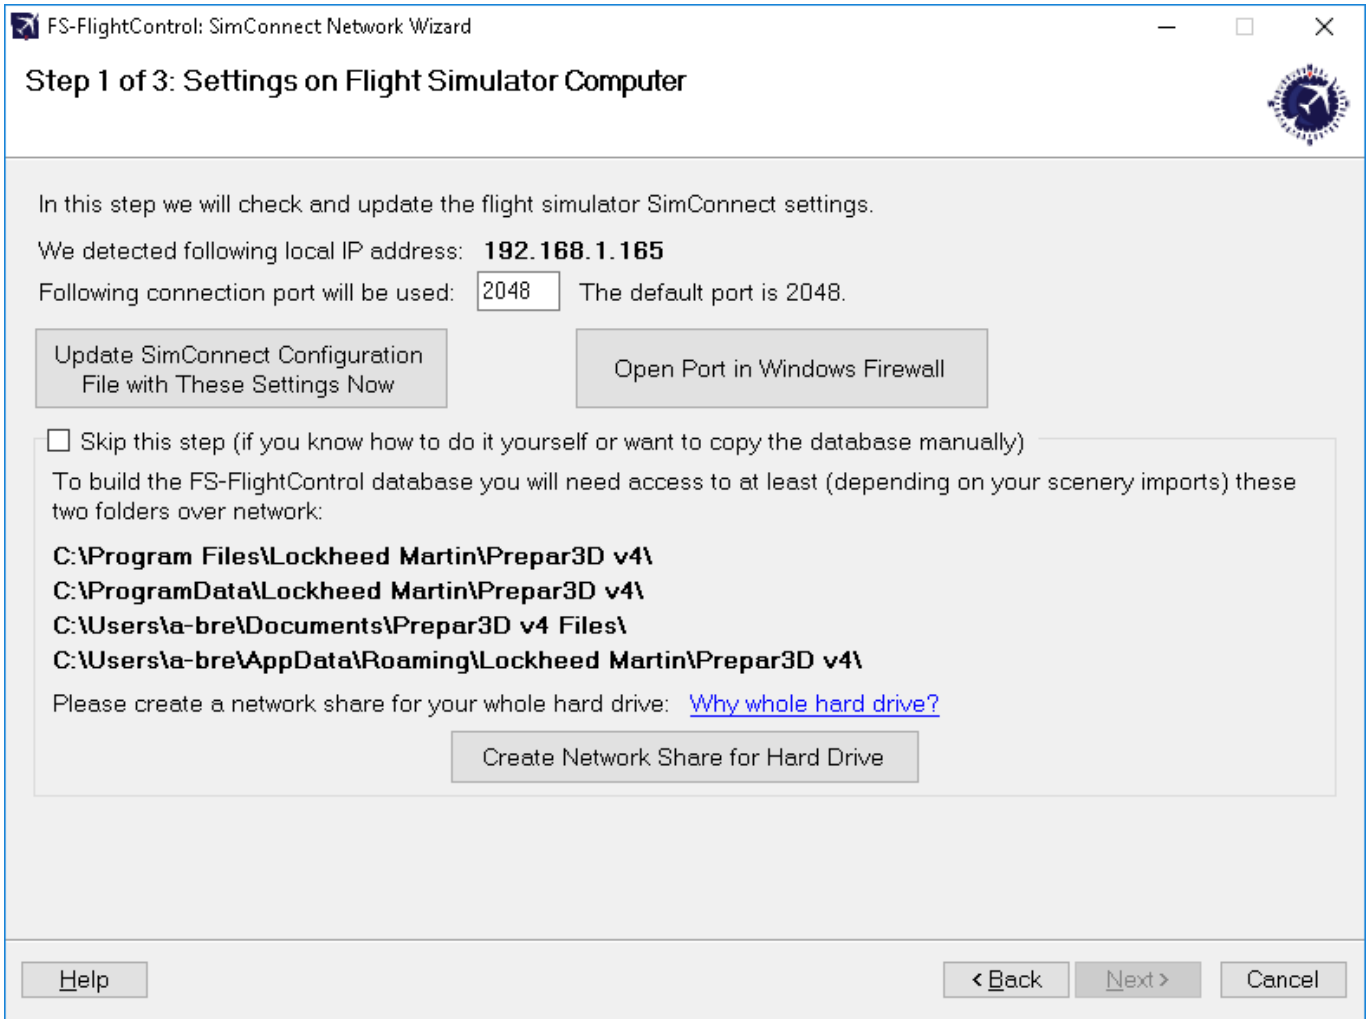 FS-FlightControl: SimConnect Network Wizard
Step 1 of 3: Settings on Flight Simulator Computer
In this step we will check and update the flight simulator SimConnect settings.
We detected following local IP address: 192.168.1.165
Following connection port will be used: 2048 The default port is 2048.
Update SimConnect Configuration
File with These Settings Now
Open Port in Windows Firewall
Skip this step (if you know how to do it yourself or want to copy the database manually)
To build the FS-FlightControl database you will need access to at least (depending on your scenery imports) these
two folders over network:
C:\Program Files\Lockheed Martin\Prepar3D v4\
C:\ProgramData\Lockheed Martin\Prepar3D v4\
C:\Users\a-bre\Documents\Prepar3D v4 Files\
C:\Users\a-bre\AppData\Roaming\Lockheed Martin\Prepar3D v4\
Please create a network share for your whole hard drive: Why whole hard drive?
Create Network Share for Hard Drive
Help < Back Next > Cancel